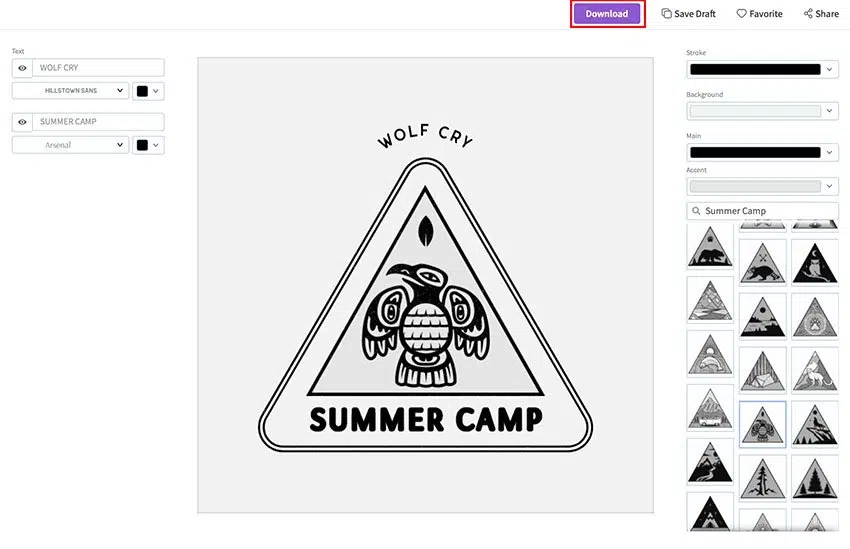 Download
Save Draft
Favorite
Share
Text
WOLF CRY
HILLSTOWN SANS
SUMMER CAMP
Arsenal
WOLF CRY
SUMMER CAMP
Stroke
Background
Main
Accent
Summer Camp